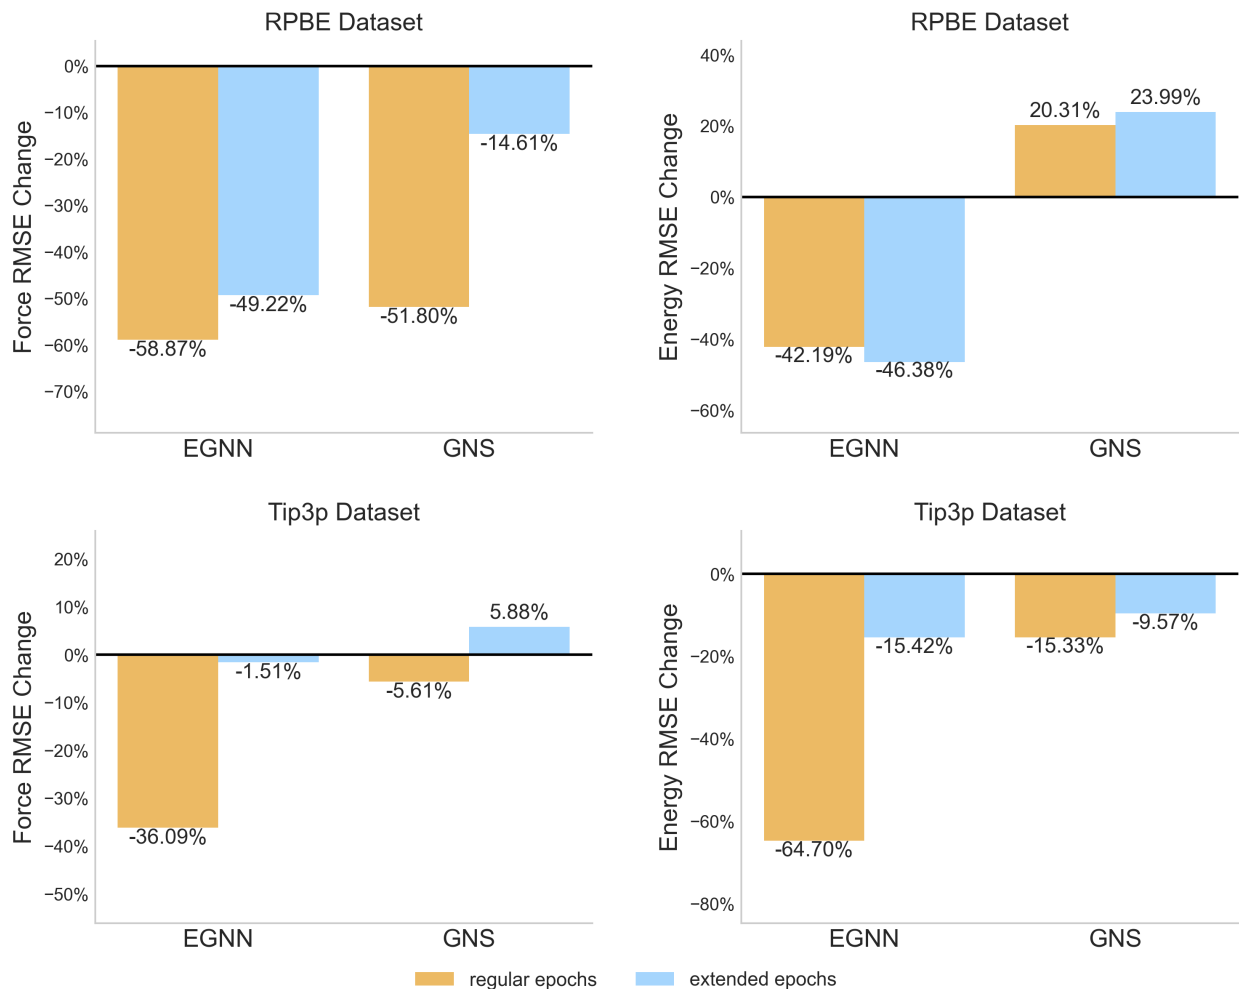 RPBE Dataset
Force RMSE Change
0%
−10%
−20%
−30%
−40%
−50%
−60%
−70%
-58.87%
-49.22%
-51.80%
-14.61%
EGNN
GNS
RPBE Dataset
Energy RMSE Change
40%
20%
0%
−20%
−40%
−60%
-42.19%
-46.38%
20.31%
23.99%
EGNN
GNS
Tip3p Dataset
Force RMSE Change
20%
10%
0%
−10%
−20%
−30%
−40%
−50%
-36.09%
-1.51%
-5.61%
5.88%
EGNN
GNS
Tip3p Dataset
Energy RMSE Change
0%
−20%
−40%
−60%
−80%
-64.70%
-15.42%
-15.33%
-9.57%
EGNN
GNS
regular epochs
extended epochs